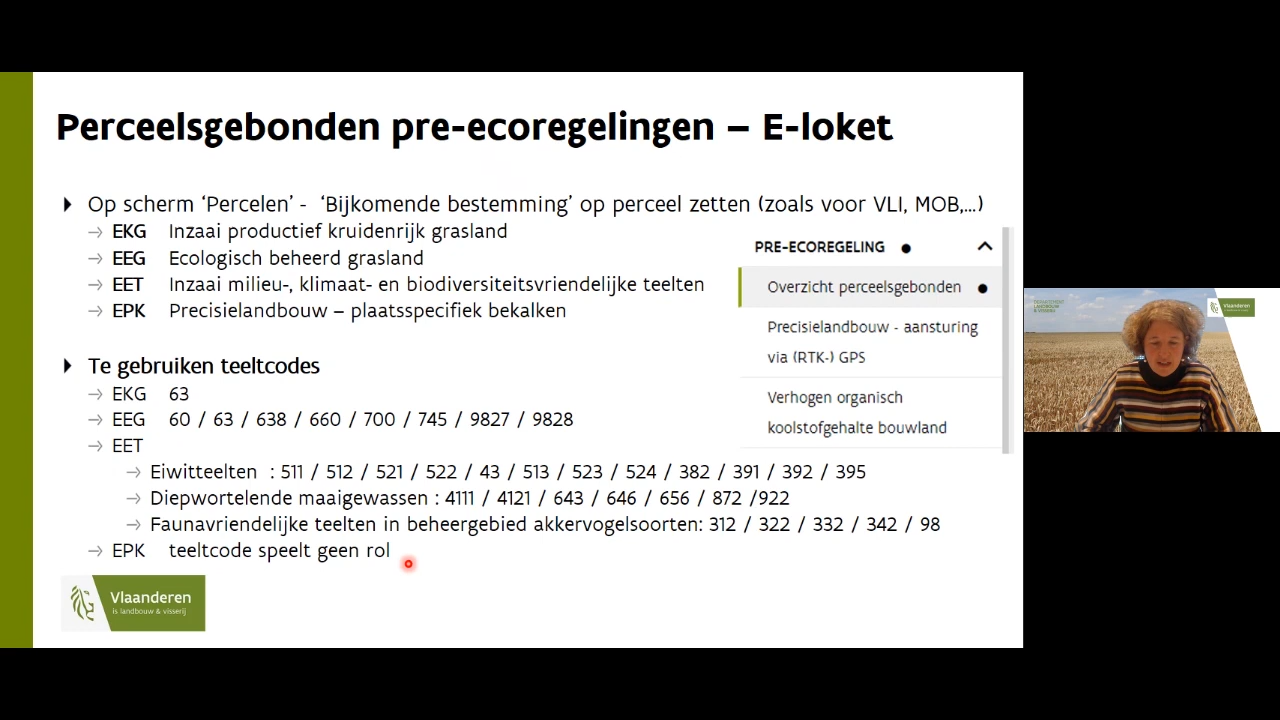 Perceelsgebonden pre-ecoregelingen – E-loket
Op scherm ‘Percelen’ - ‘Bijkomende bestemming’ op perceel zetten (zoals voor VLI, MOB,...)
EKG Inzaai productief kruidenrijk grasland
EEG Ecologisch beheerd grasland
EET Inzaai milieu-, klimaat- en biodiversiteitsvriendelijke teelten
EPK Precisielandbouw – plaatsspecifiek bekalken
PRE-ECOREGELING
Overzicht perceelsgebonden
Precisielandbouw - aansturing
via (RTK-) GPS
Verhogen organisch
koolstofgehalte bouwland
Te gebruiken teeltcodes
EKG 63
EEG 60 / 63 / 638 / 660 / 700 / 745 / 9827 / 9828
EET
Eiwitteelten : 511 / 512 / 521 / 522 / 43 / 513 / 523 / 524 / 382 / 391 / 392 / 395
Diepwortelende maaigewassen : 4111 / 4121 / 643 / 646 / 656 / 872 /922
Faunavriendelijke teelten in beheergebied akkervogelsoorten: 312 / 322 / 332 / 342 / 98
EPK teeltcode speelt geen rol
Vlaanderen
is landbouw & visserij
DEPARTEMENT
LANDBOUW
& VISSERIJ
Vlaanderen